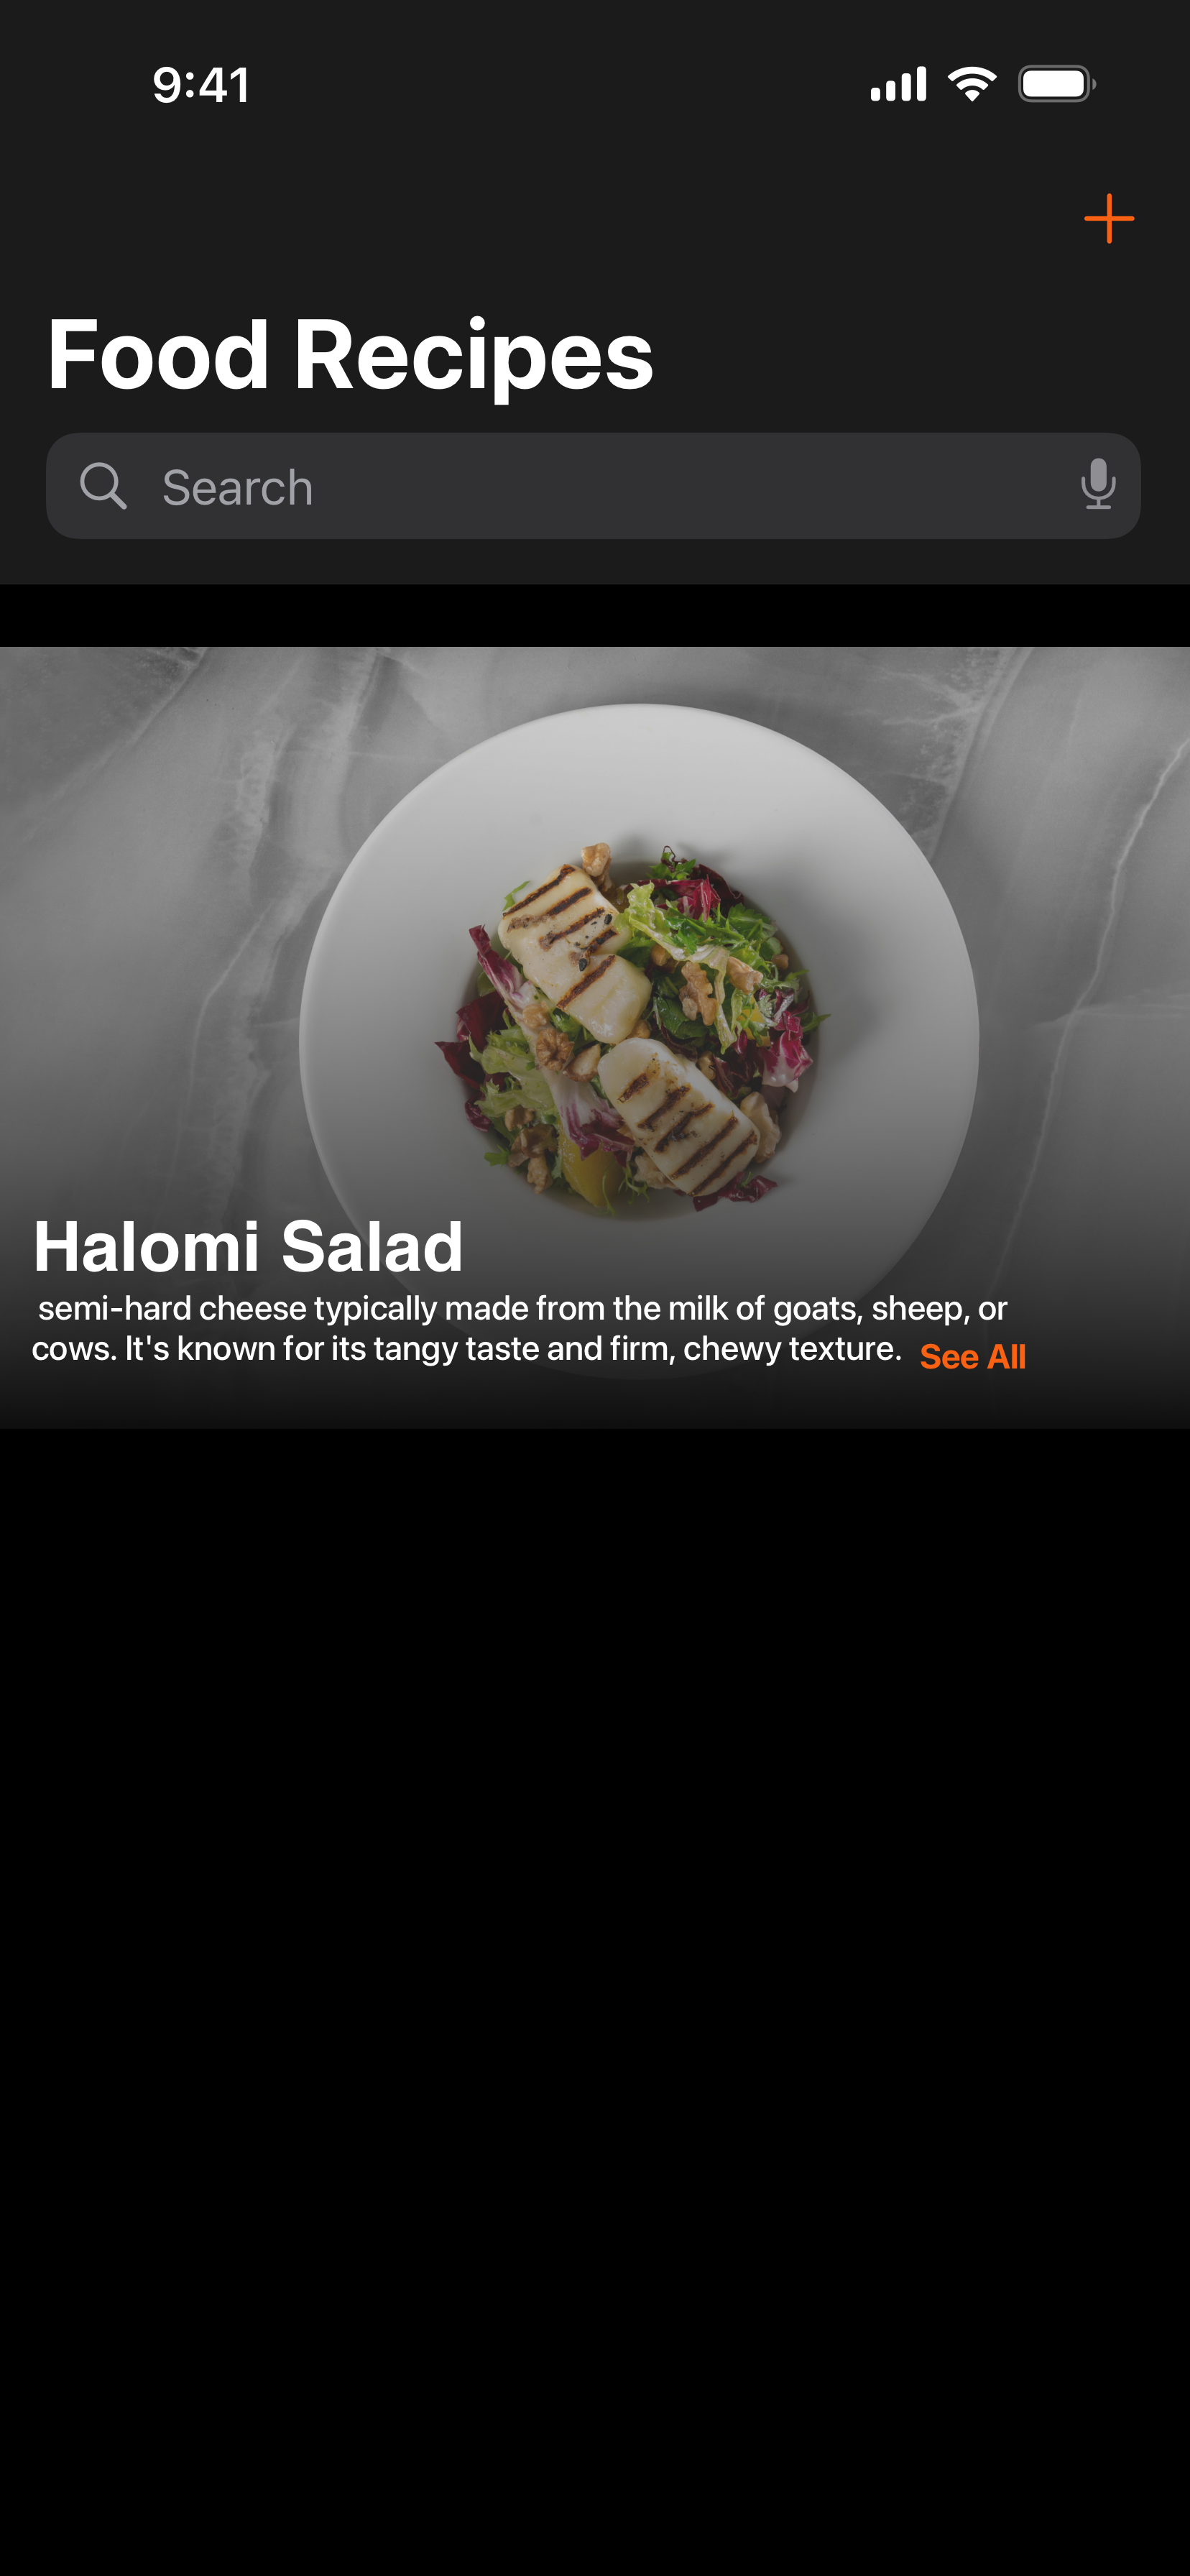 9:41
Food Recipes
Search
Halomi Salad
semi-hard cheese typically made from the milk of goats, sheep, or
cows. It's known for its tangy taste and firm, chewy texture. See All